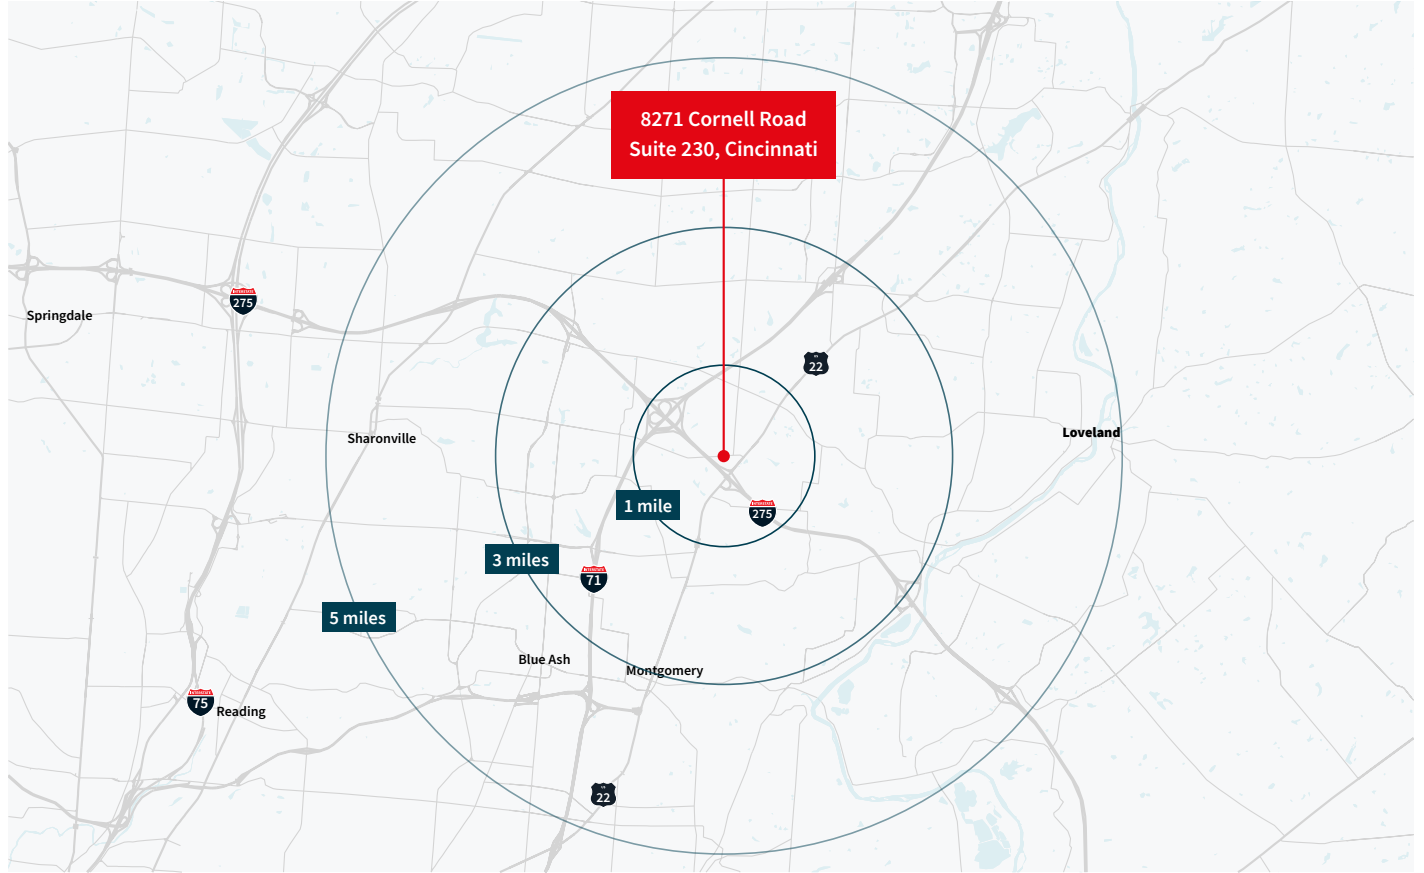 8271 Cornell Road
Suite 230, Cincinnati
275
Springdale
22
Sharonville
Loveland
1 mile
275
3 miles
71
5 miles
Blue Ash
Montgomery
75
Reading
22